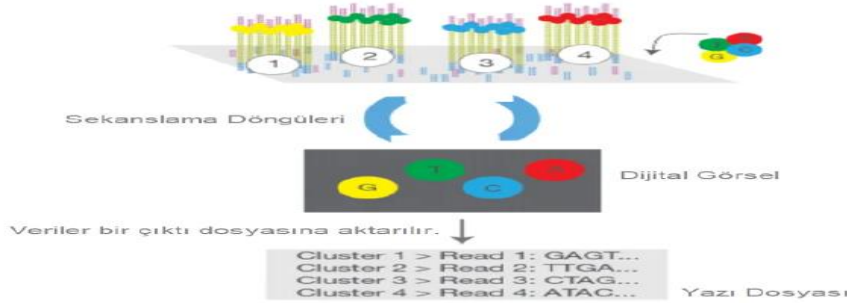 1
2
3
4
T
C
G
Sekanslama Döngüleri
T
G
C
Dijital Görsel
Veriler bir çıktı dosyasına aktarılır.
Cluster 1 > Read 1: GAGT...
Cluster 2 > Read 2: TTGA...
Cluster 3 > Read 3: CTAG...
Cluster 4 > Read 4: ATAC...
Yazı Dosyası